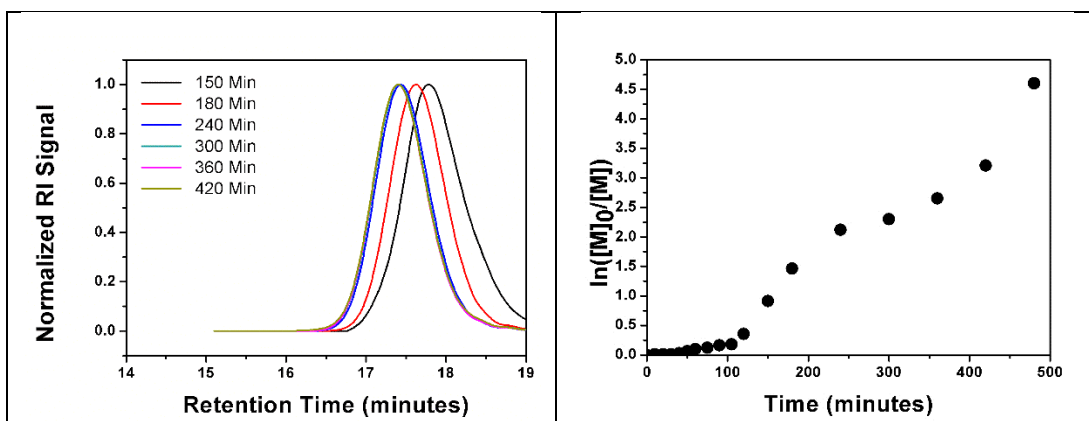 150 Min
180 Min
240 Min
300 Min
360 Min
420 Min
1.0
0.8
0.6
0.4
0.2
0.0
Normalized RI Signal
14 15 16 17 18 19
Retention Time (minutes)
5.0
4.5
4.0
3.5
3.0
2.5
2.0
1.5
1.0
0.5
0.0
ln([M]0/[M])
0 100 200 300 400 500
Time (minutes)